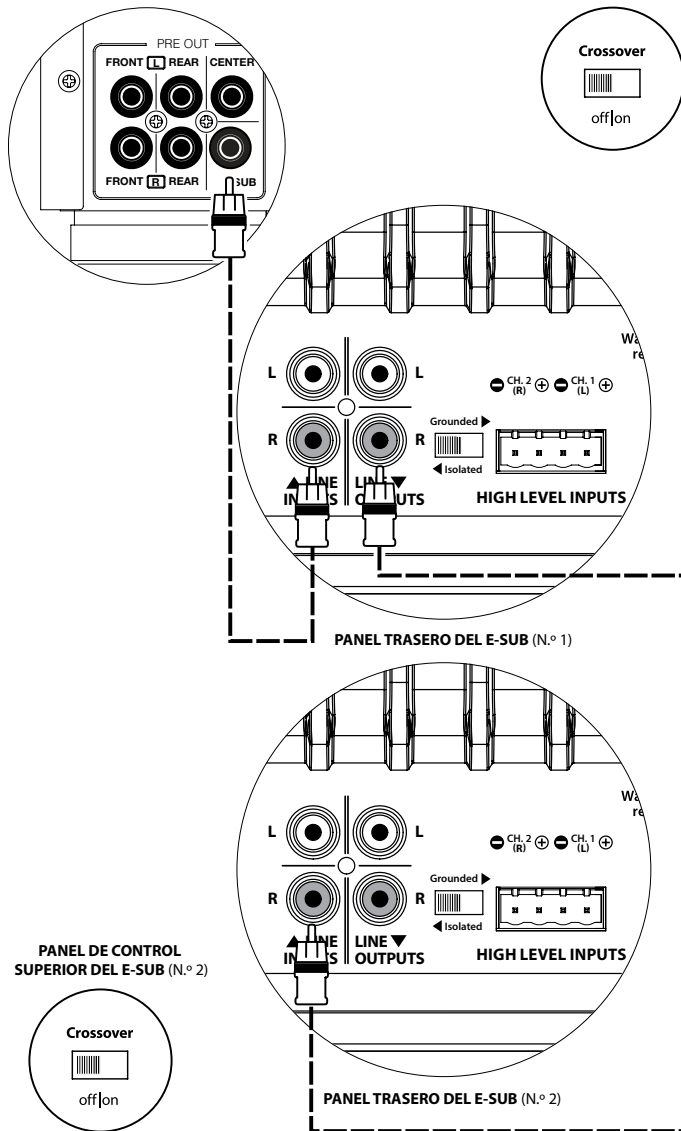 PRE OUT
FRONT L REAR CENTER
FRONT R REAR SUB
Crossover
off on
L L
R R
LINE INPUTS
LINE OUTPUTS
CH. 2 (R) CH. 1 (L)
Grounded
Isolated
HIGH LEVEL INPUTS
PANEL TRASERO DEL E-SUB (N.º 1)
L L
R R
LINE INPUTS
LINE OUTPUTS
CH. 2 (R) CH. 1 (L)
Grounded
Isolated
HIGH LEVEL INPUTS
PANEL DE CONTROL
SUPERIOR DEL E-SUB (N.º 2)
Crossover
off on
PANEL TRASERO DEL E-SUB (N.º 2)